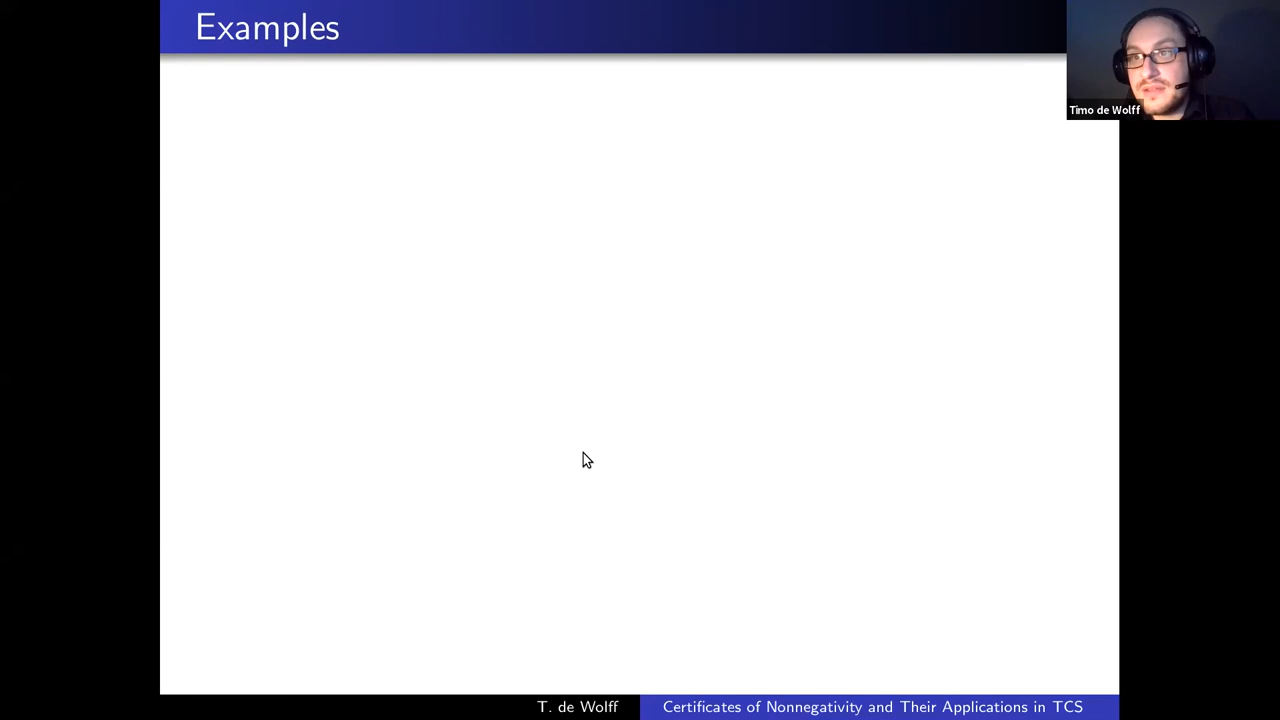 Examples
Timo de Wolff
T. de Wolff
Certificates of Nonnegativity and Their Applications in TCS